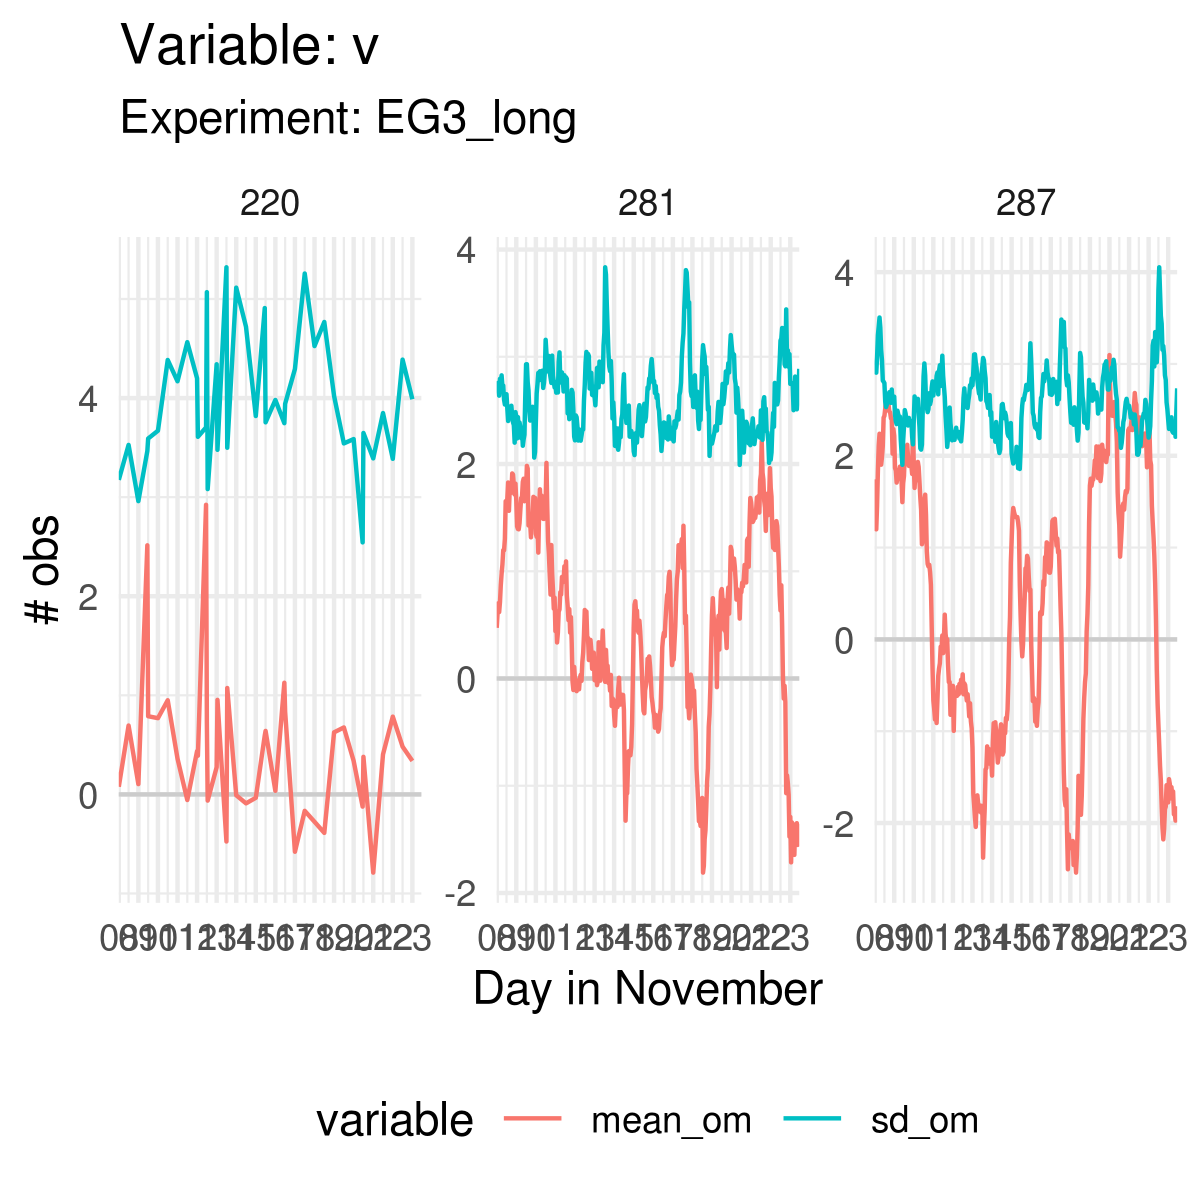 Variable: v
Experiment: EG3_long
220 281 287
4 2 0
4 2 0 -2
4 2 0 -2
# obs
Day in November
variable mean_om sd_om